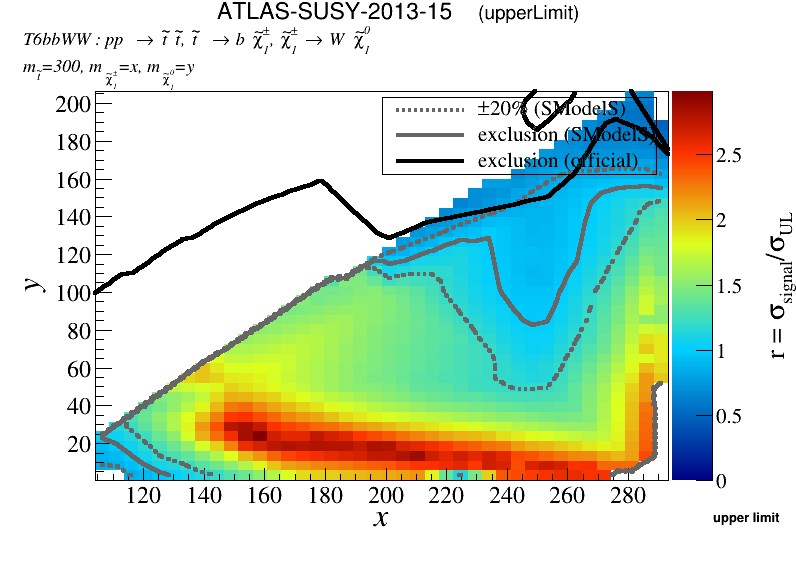 ATLAS-SUSY-2013-15 (upperLimit)
T6bbWW : pp → t̃ t̃, t̃ → b χ̃₁±, χ̃₁± → W χ̃₁⁰
m_t̃=300, m_χ̃₁±=x, m_χ̃₁⁰=y
±20% (SModelS)
exclusion (SModelS)
exclusion (official)
200
180
160
140
120
100
80
60
40
20
y
120 140 160 180 200 220 240 260 280
x
2.5
2
1.5
1
0.5
0
r = σ_signal/σ_UL
upper limit